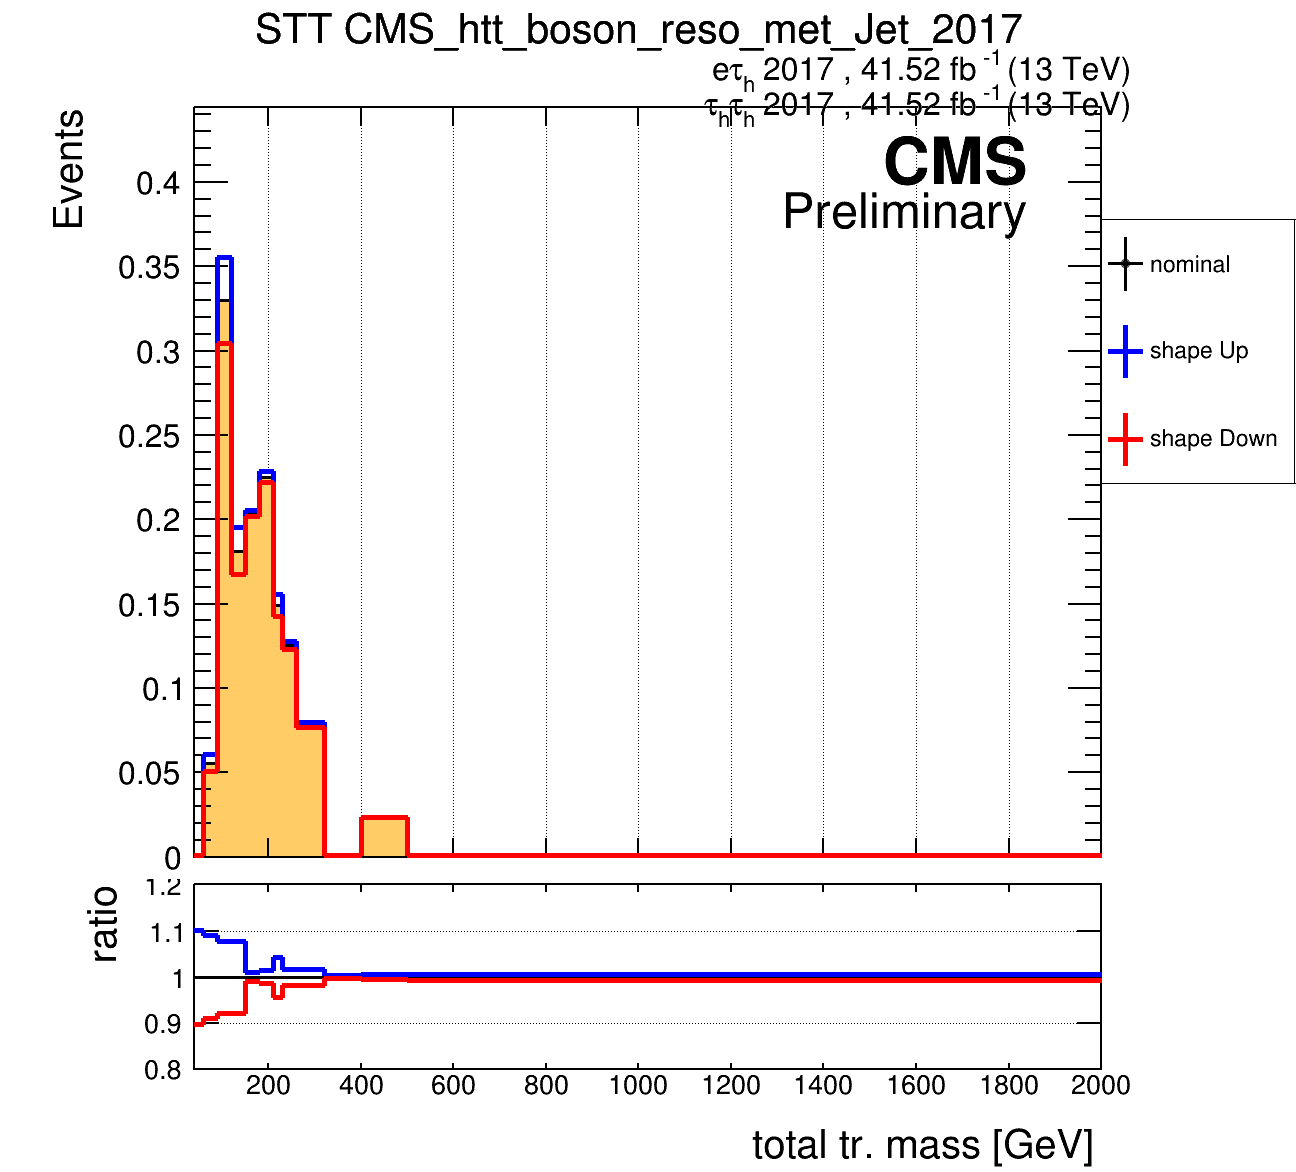 STT CMS_htt_boson_reso_met_Jet_2017
eτh 2017 , 41.52 fb -1 (13 TeV)
τhτh 2017 , 41.52 fb -1 (13 TeV)
CMS
Preliminary
Events
0.4
0.35
0.3
0.25
0.2
0.15
0.1
0.05
0
nominal
shape Up
shape Down
ratio
1.2
1.1
1
0.9
0.8
200 400 600 800 1000 1200 1400 1600 1800 2000
total tr. mass [GeV]